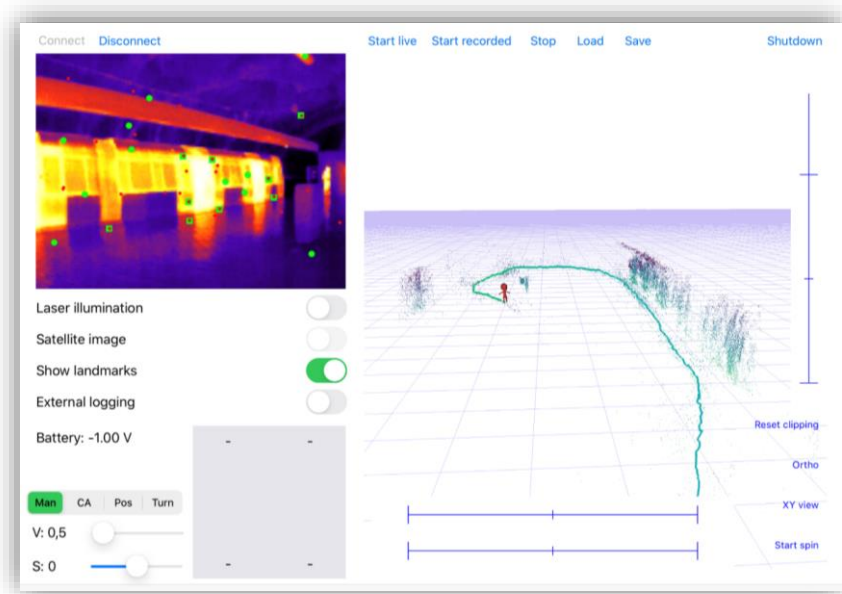 Connect Disconnect
Start live Start recorded Stop Load Save Shutdown
Laser illumination
Satellite image
Show landmarks
External logging
Battery: -1.00 V
- -
- -
Man CA Pos Turn
V: 0,5
S: 0
Reset clipping
Ortho
XY view
Start spin